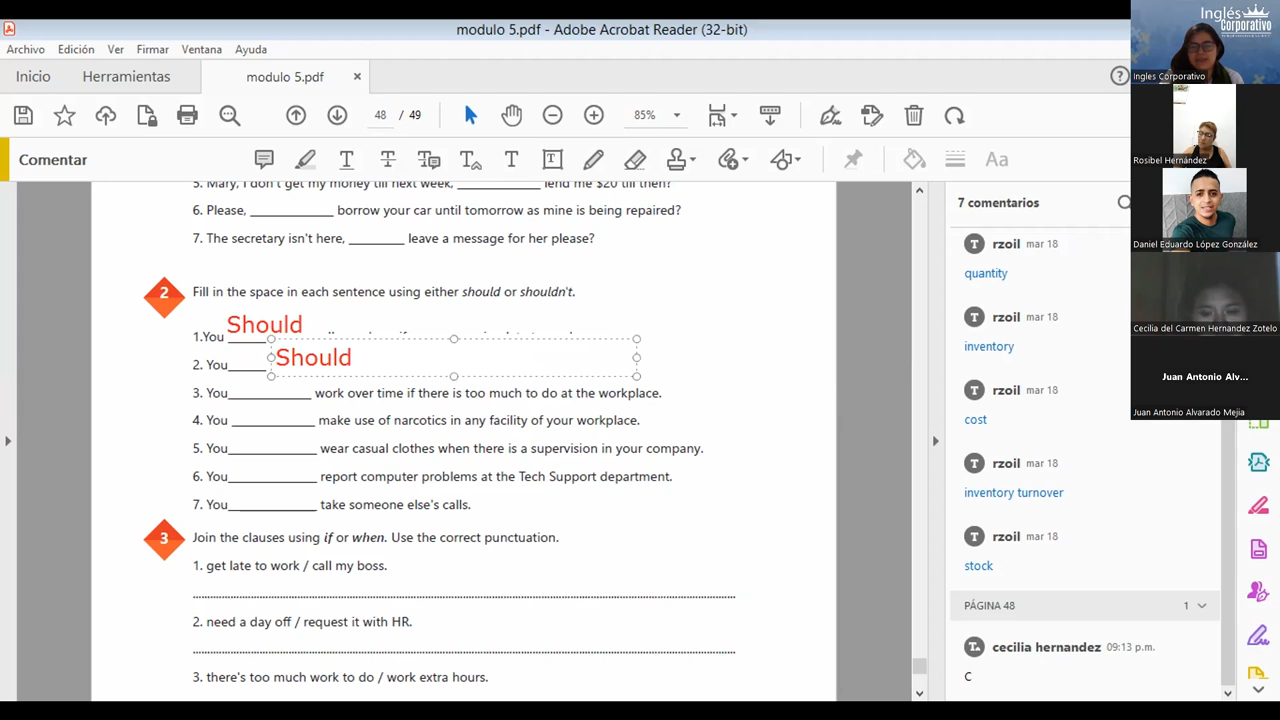 modulo 5.pdf - Adobe Acrobat Reader (32-bit)
Archivo Edición Ver Firmar Ventana Ayuda
Inicio Herramientas modulo 5.pdf ×
48 / 49 85%
Comentar
5. Mary, I don't get my money till next week, _____________ lend me $20 till then?
6. Please, _____________ borrow your car until tomorrow as mine is being repaired?
7. The secretary isn't here, _________ leave a message for her please?
2 Fill in the space in each sentence using either should or shouldn't.
Should
1.You ______
Should
2. You______
3. You_____________ work over time if there is too much to do at the workplace.
4. You _____________ make use of narcotics in any facility of your workplace.
5. You______________ wear casual clothes when there is a supervision in your company.
6. You______________ report computer problems at the Tech Support department.
7. You______________ take someone else's calls.
3 Join the clauses using if or when. Use the correct punctuation.
1. get late to work / call my boss.
2. need a day off / request it with HR.
3. there's too much work to do / work extra hours.
7 comentarios
T rzoil mar 18
quantity
T rzoil mar 18
inventory
T rzoil mar 18
cost
T rzoil mar 18
inventory turnover
T rzoil mar 18
stock
PÁGINA 48 1
cecilia hernandez 09:13 p.m.
C
Inglés
Corporativo
Ingles Corporativo
Rosibel Hernández
Daniel Eduardo López González
Cecilia del Carmen Hernandez Zotelo
Juan Antonio Alv...
Juan Antonio Alvarado Mejia